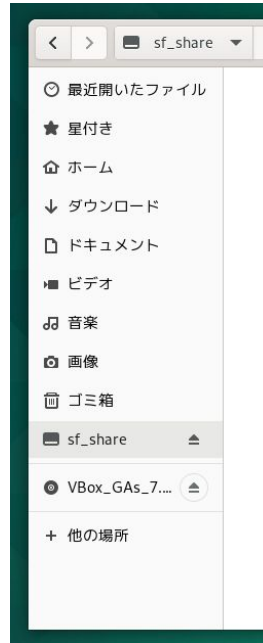 sf_share
最近開いたファイル
星付き
ホーム
ダウンロード
ドキュメント
ビデオ
音楽
画像
ゴミ箱
sf_share
VBox_GAs_7....
他の場所